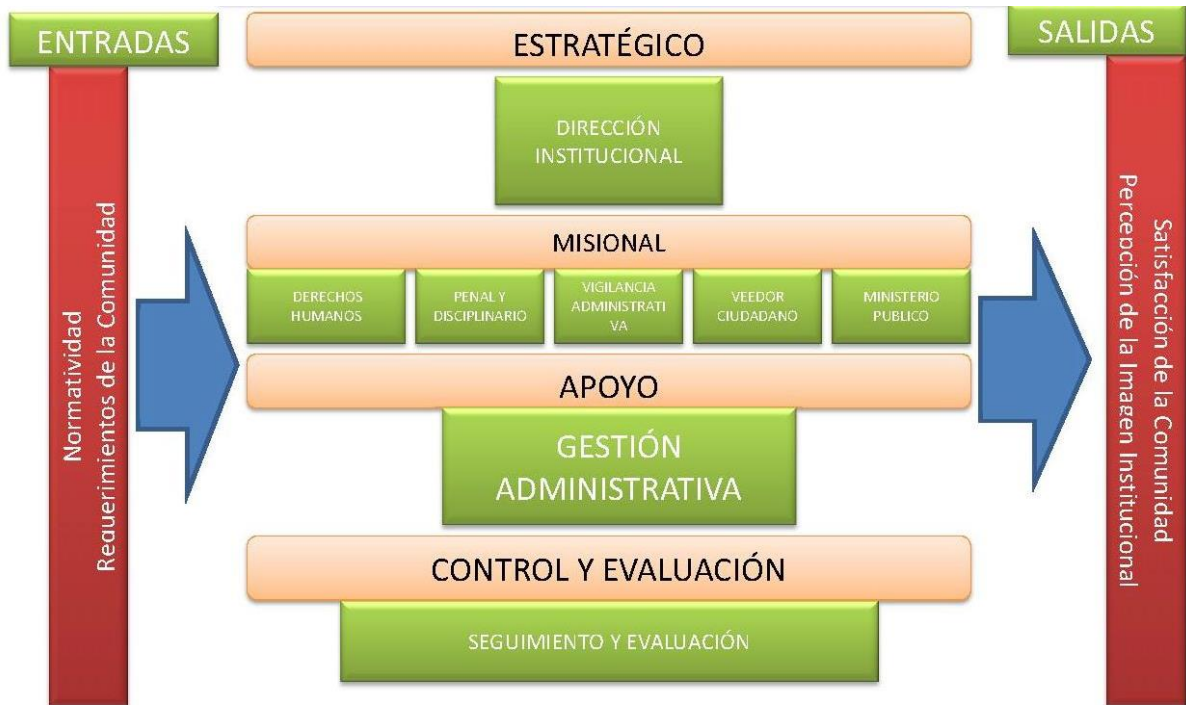 ENTRADAS
Normatividad
Requerimientos de la Comunidad
ESTRATÉGICO
DIRECCIÓN
INSTITUCIONAL
MISIONAL
DERECHOS
HUMANOS
PENAL Y
DISCIPLINARIO
VIGILANCIA
ADMINISTRATI
VA
VEEDOR
CIUDADANO
MINISTERIO
PUBLICO
APOYO
GESTIÓN
ADMINISTRATIVA
CONTROL Y EVALUACIÓN
SEGUIMIENTO Y EVALUACIÓN
SALIDAS
Satisfacción de la Comunidad
Percepción de la Imagen Institucional